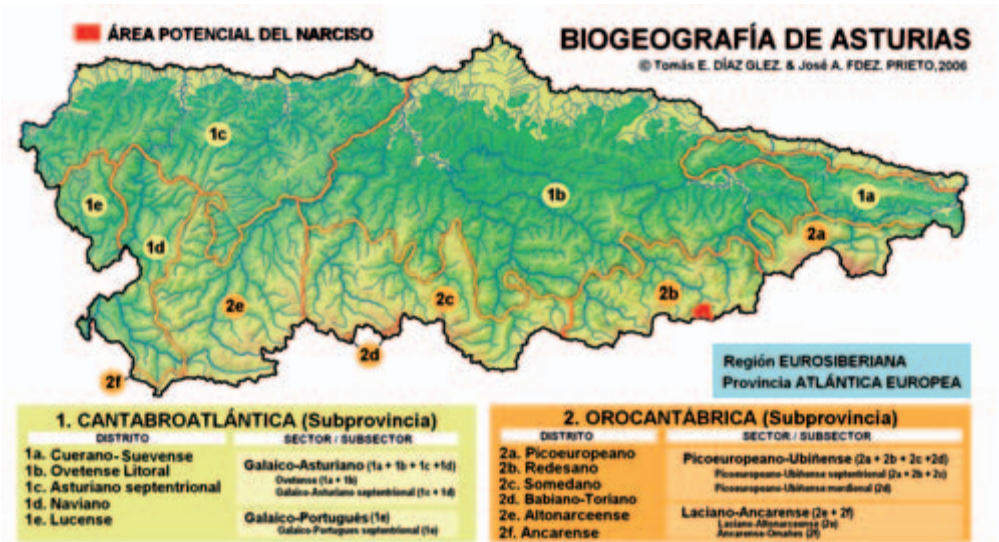 ÁREA POTENCIAL DEL NARCISO
BIOGEOGRAFÍA DE ASTURIAS
© Tomás E. DÍAZ GLEZ. & José A. FDEZ. PRIETO, 2006
1c
1e
1b
1a
1d
2a
2e
2c
2b
2d
2f
Región EUROSIBERIANA
Provincia ATLÁNTICA EUROPEA
1. CANTABROATLÁNTICA (Subprovincia)
DISTRITO
SECTOR / SUBSECTOR
1a. Cuerano-Suevense
1b. Ovetense Litoral
1c. Asturiano septentrional
1d. Naviano
1e. Lucense
Galaico-Asturiano (1a + 1b + 1c +1d)
Ovetense (1a + 1b)
Galaico-Asturiano septentrional (1c + 1d)
Galaico-Portugués (1e)
Galaico-Portugues septentrional (1e)
2. OROCANTÁBRICA (Subprovincia)
DISTRITO
SECTOR / SUBSECTOR
2a. Picoeuropeano
2b. Redesano
2c. Somedano
2d. Babiano-Toriano
2e. Altonarceense
2f. Ancarense
Picoeuropeano-Ubiñense (2a + 2b + 2c +2d)
Picoeuropeano-Ubiñense septentrional (2a + 2b + 2c)
Picoeuropeano-Ubiñense meridional (2d)
Laciano-Ancarense (2e + 2f)
Laciano-Altonarceense (2e)
Ancarense-Omañes (2f)